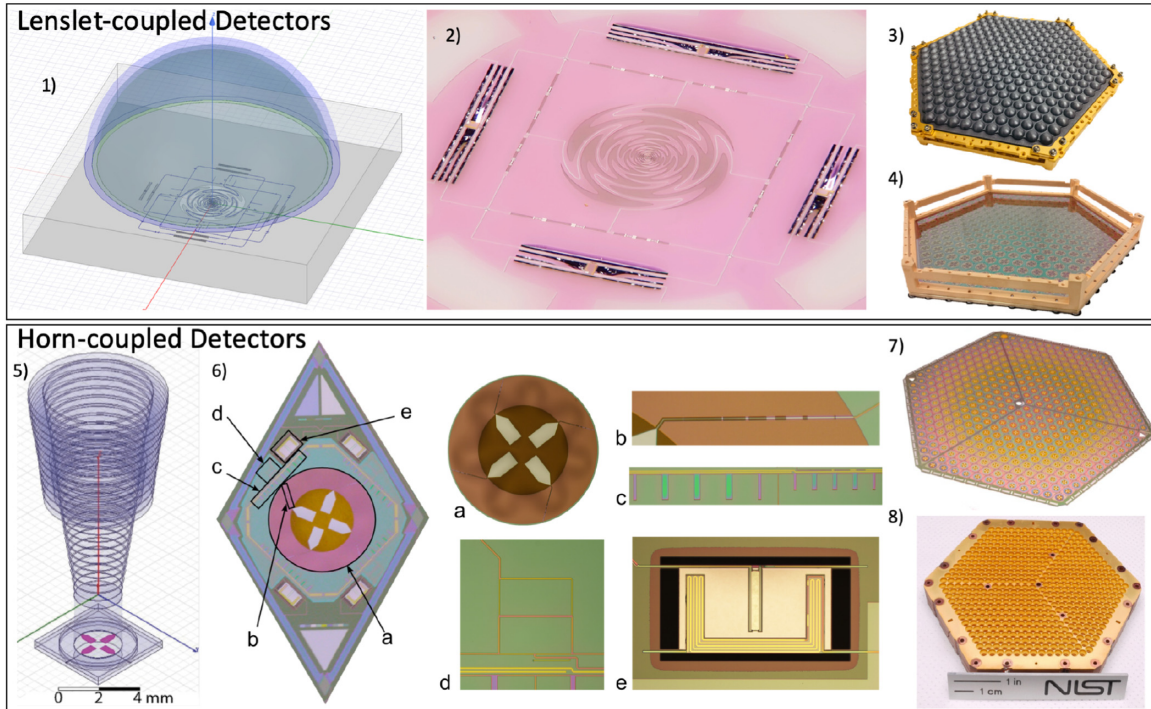 Lenslet-coupled Detectors
1)
2)
3)
4)
Horn-coupled Detectors
5)
0 2 4 mm
6)
d
e
c
b
a
a
b
c
d
e
7)
8)
1 in
1 cm
NIST